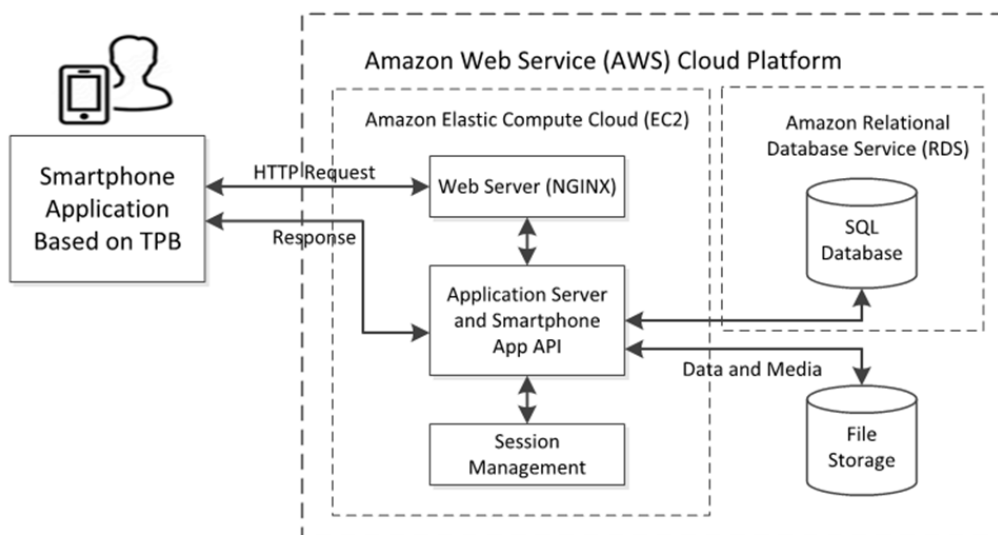 Amazon Web Service (AWS) Cloud Platform
Amazon Elastic Compute Cloud (EC2)
Amazon Relational
Database Service (RDS)
Smartphone
Application
Based on TPB
HTTP Request
Response
Web Server (NGINX)
Application Server
and Smartphone
App API
Session
Management
SQL
Database
Data and Media
File
Storage